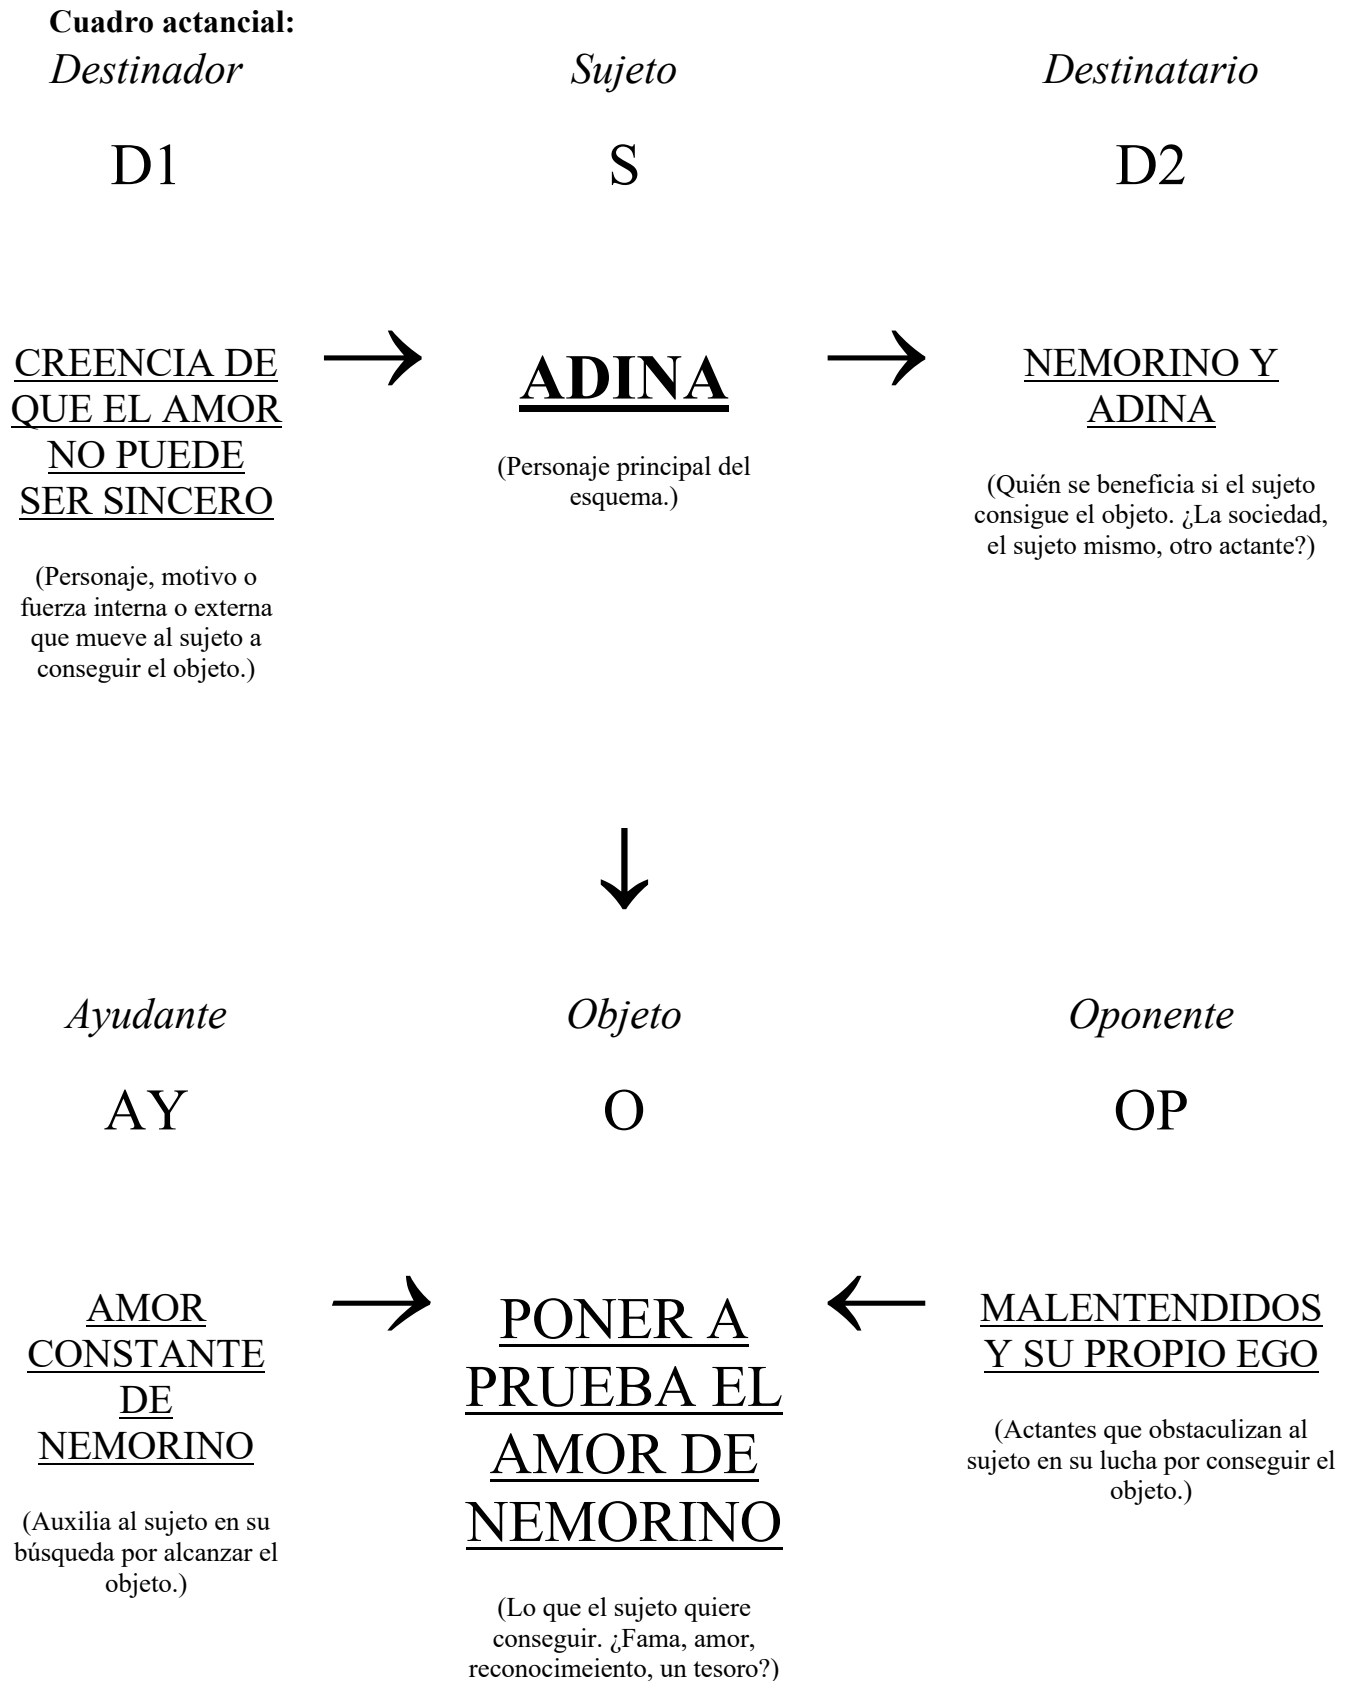 Cuadro actancial:
Destinador
Sujeto
Destinatario
D1
S
D2
CREENCIA DE
QUE EL AMOR
NO PUEDE
SER SINCERO
(Personaje, motivo o
fuerza interna o externa
que mueve al sujeto a
conseguir el objeto.)
→
ADINA
(Personaje principal del
esquema.)
→
NEMORINO Y
ADINA
(Quién se beneficia si el sujeto
consigue el objeto. ¿La sociedad,
el sujeto mismo, otro actante?)
↓
Ayudante
Objeto
Oponente
AY
O
OP
AMOR
CONSTANTE
DE
NEMORINO
(Auxilia al sujeto en su
búsqueda por alcanzar el
objeto.)
→
PONER A
PRUEBA EL
AMOR DE
NEMORINO
(Lo que el sujeto quiere
conseguir. ¿Fama, amor,
reconocimeiento, un tesoro?)
←
MALENTENDIDOS
Y SU PROPIO EGO
(Actantes que obstaculizan al
sujeto en su lucha por conseguir el
objeto.)